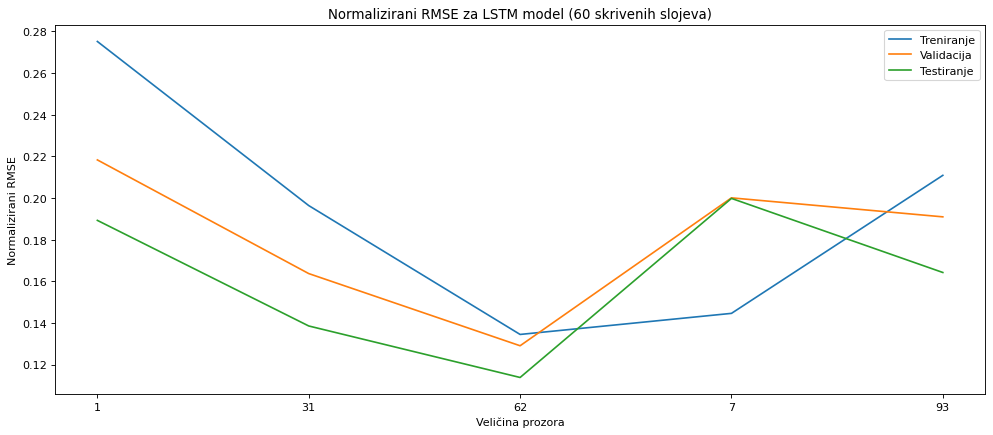 Normalizirani RMSE za LSTM model (60 skrivenih slojeva)
Treniranje
Validacija
Testiranje
Normalizirani RMSE
0.28
0.26
0.24
0.22
0.20
0.18
0.16
0.14
0.12
1 31 62 7 93
Veličina prozora